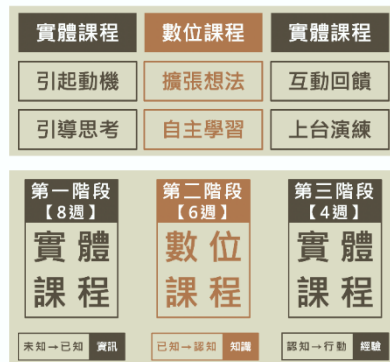 實體課程 數位課程 實體課程
引起動機 擴張想法 互動回饋
引導思考 自主學習 上台演練
第一階段 第二階段 第三階段
【8週】 【6週】 【4週】
實體 數位 實體
課程 課程 課程
未知→已知 資訊 已知→認知 知識 認知→行動 經驗